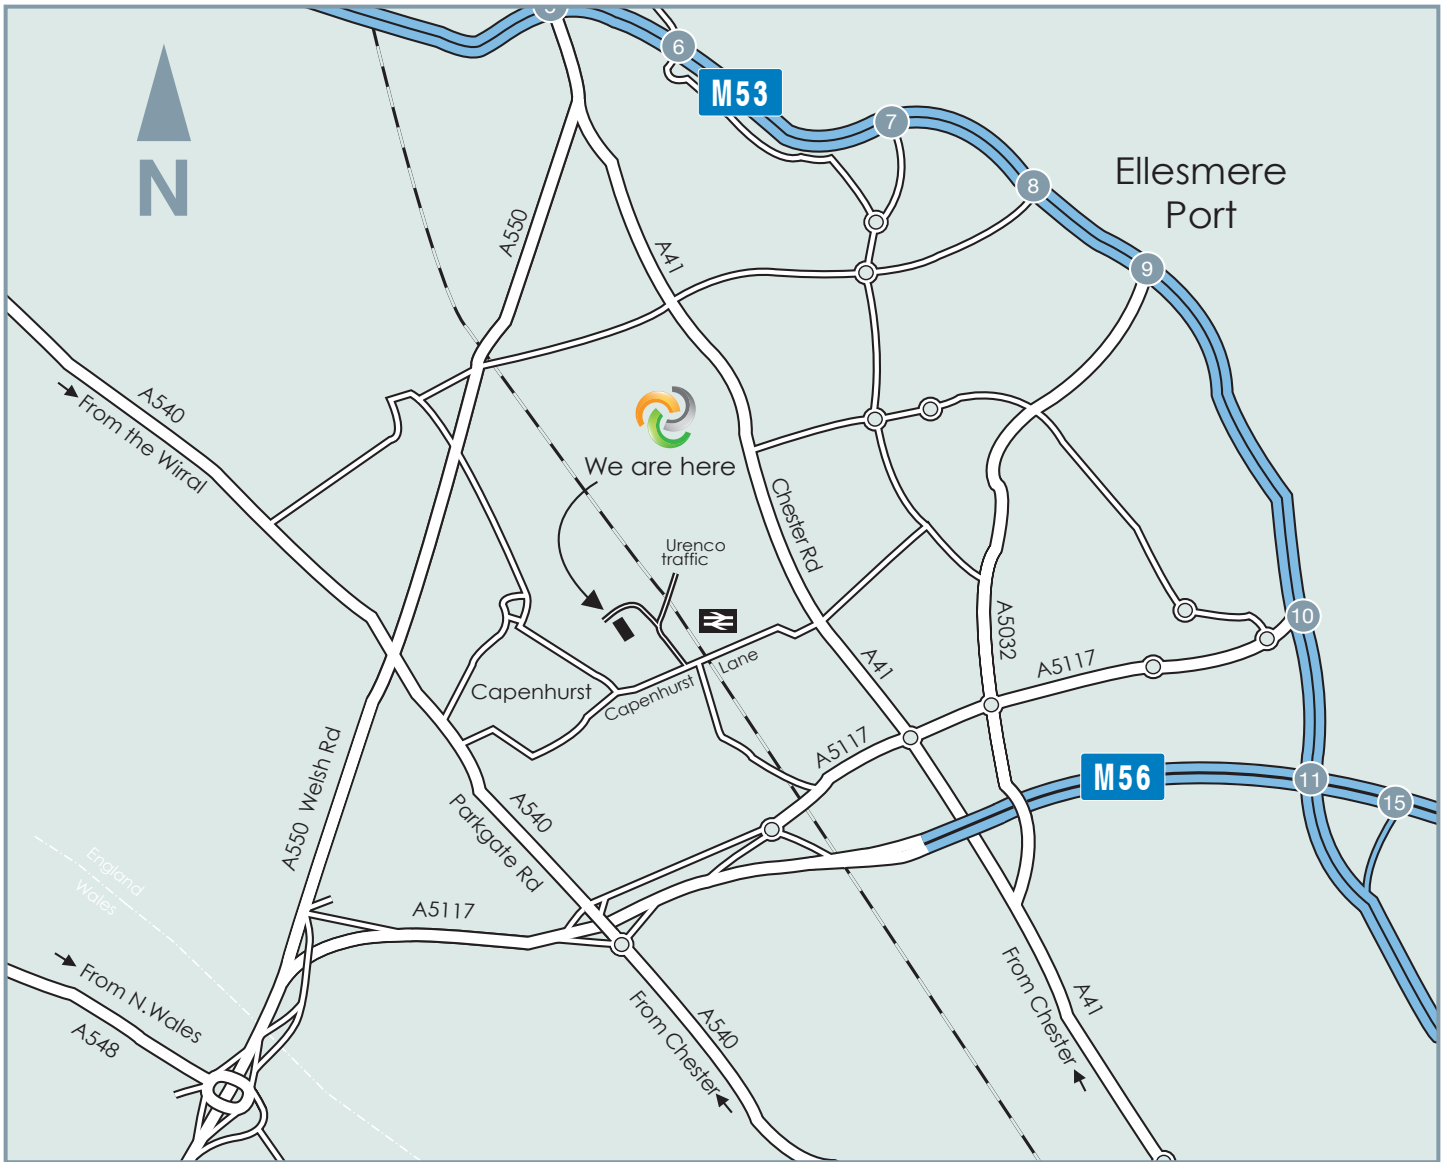 5
6
M53
7
8
Ellesmere
Port
N
A550
A41
9
A540
From the Wirral
We are here
Chester Rd
Urenco
traffic
10
A5032
A5117
A41
Capenhurst
Capenhurst Lane
A5117
M56
11
15
A550 Welsh Rd
A540
Parkgate Rd
England
Wales
A5117
From N.Wales
A548
From Chester
A540
From Chester
A41